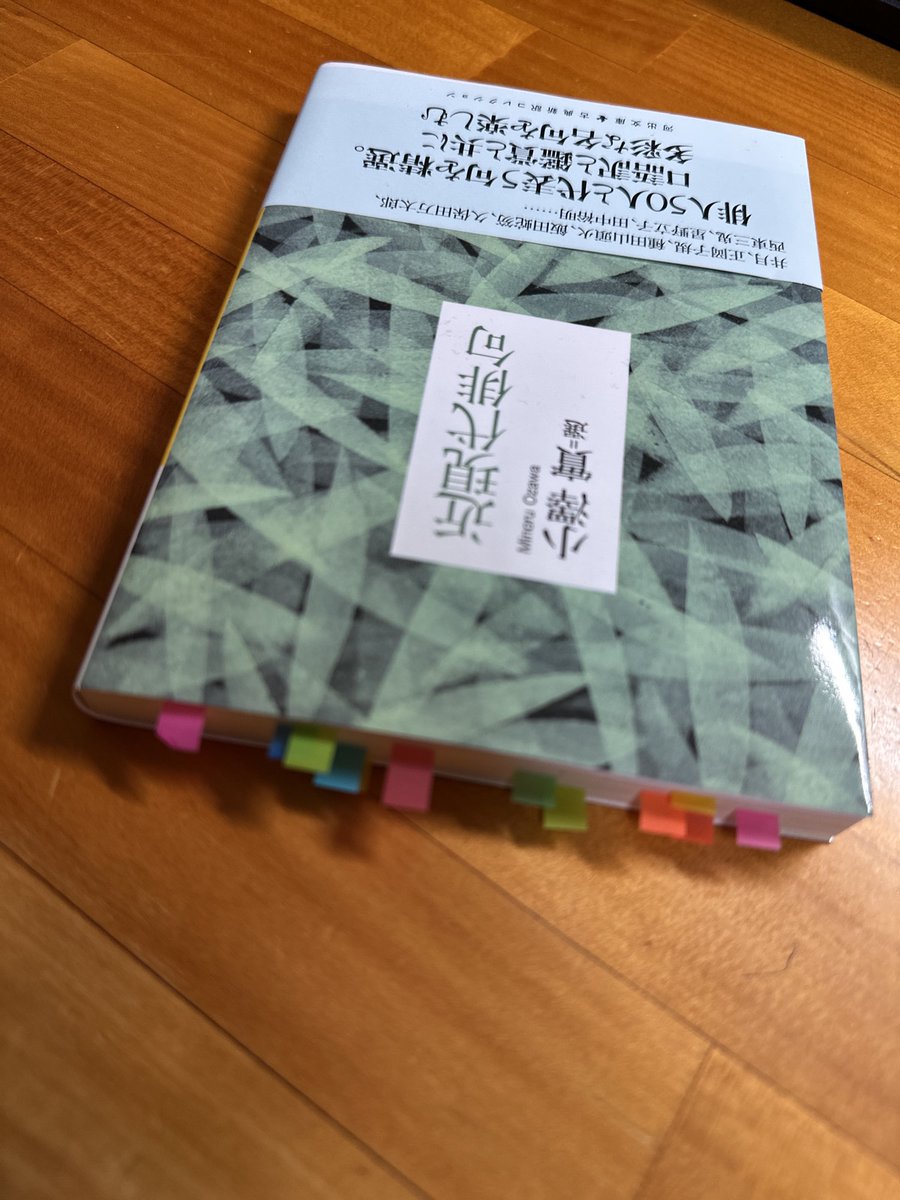 近現代俳句
小澤 實=選
Minoru Ozawa
井月、正岡子規、種田山頭火、飯田蛇笏、久保田万太郎、
西東三鬼、星野立子、田中裕明……
俳人50人と代表5句を精選。
口語訳と鑑賞と共に
多彩な名句を楽しむ
河出文庫 古典新訳コレクション